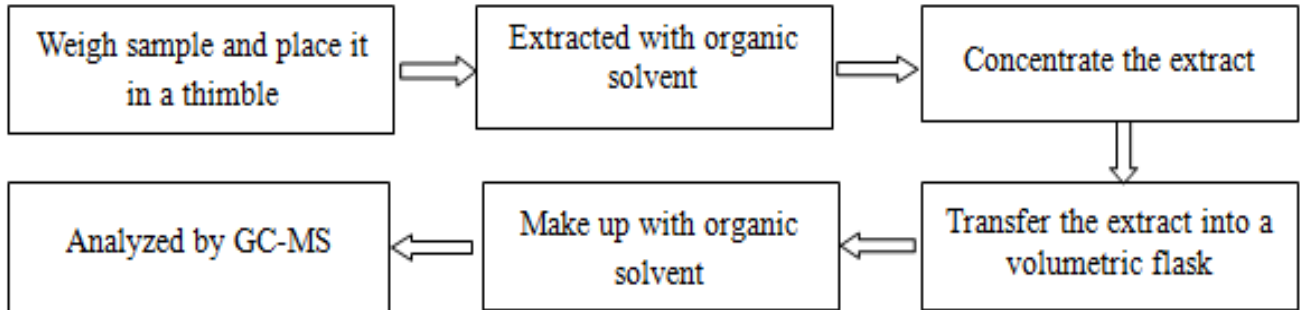 Weigh sample and place it
in a thimble
Extracted with organic
solvent
Concentrate the extract
Transfer the extract into a
volumetric flask
Make up with organic
solvent
Analyzed by GC-MS